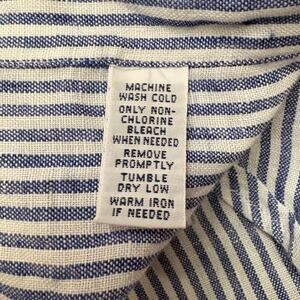 MACHINE
WASH COLD
ONLY NON-
CHLORINE
BLEACH
WHEN NEEDED
REMOVE
PROMPTLY
TUMBLE
DRY LOW
WARM IRON
IF NEEDED